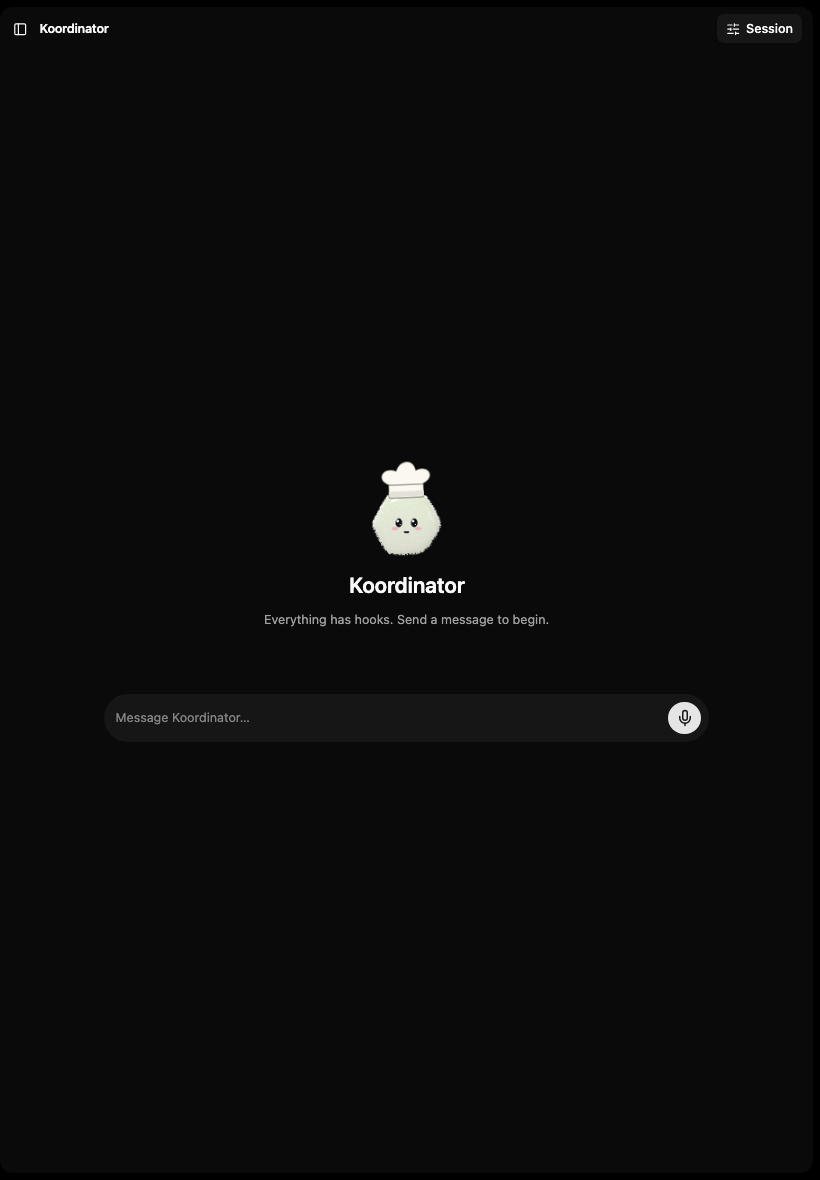 Koordinator
Session
Koordinator
Everything has hooks. Send a message to begin.
Message Koordinator...